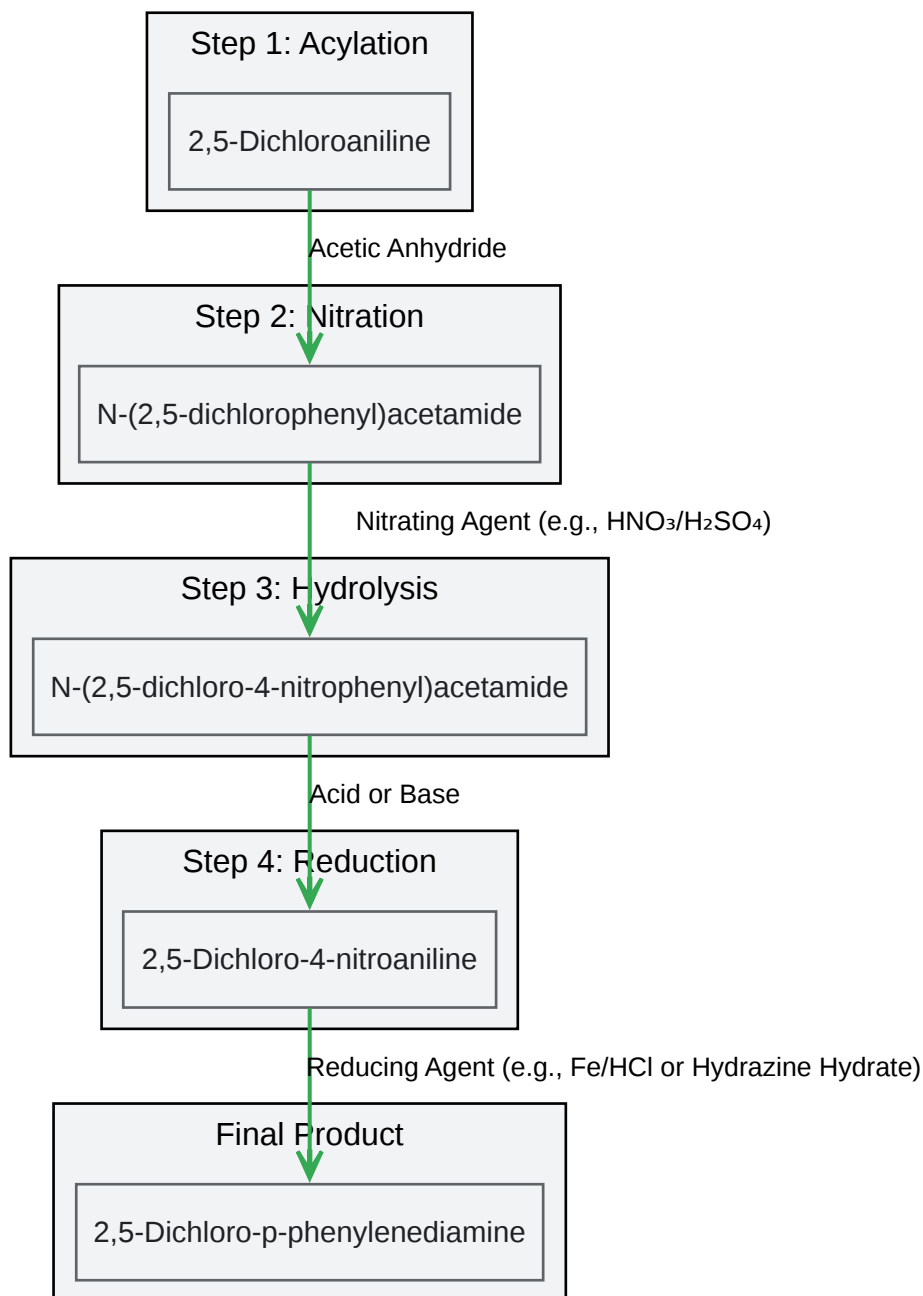 Step 1: Acylation
2,5-Dichloroaniline
Acetic Anhydride
Step 2: Nitration
N-(2,5-dichlorophenyl)acetamide
Nitrating Agent (e.g., HNO₃/H₂SO₄)
Step 3: Hydrolysis
N-(2,5-dichloro-4-nitrophenyl)acetamide
Acid or Base
Step 4: Reduction
2,5-Dichloro-4-nitroaniline
Reducing Agent (e.g., Fe/HCl or Hydrazine Hydrate)
Final Product
2,5-Dichloro-p-phenylenediamine